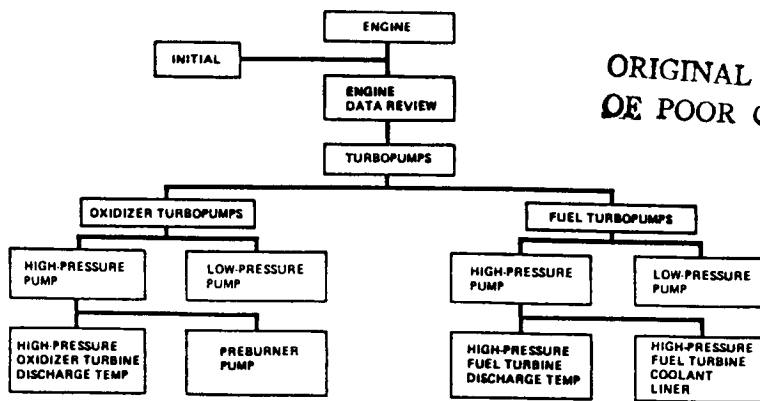 ENGINE
INITIAL
ENGINE
DATA REVIEW
ORIGINAL
OE POOR
TURBOPUMPS
OXIDIZER TURBOPUMPS
FUEL TURBOPUMPS
HIGH-PRESSURE
PUMP
LOW-PRESSURE
PUMP
HIGH-PRESSURE
PUMP
LOW-PRESSURE
PUMP
HIGH-PRESSURE
OXIDIZER TURBINE
DISCHARGE TEMP
PREBURNER
PUMP
HIGH-PRESSURE
FUEL TURBINE
DISCHARGE TEMP
HIGH-PRESSURE
FUEL TURBINE
COOLANT
LINER